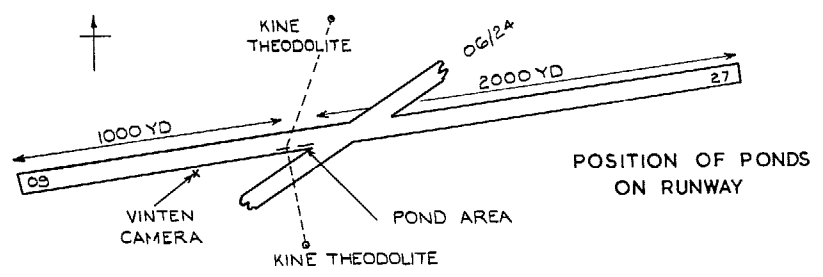 KINE
THEODOLITE
06/24
2000 YD
27
1000 YD
09
VINTEN
CAMERA
POND AREA
KINE THEODOLITE
POSITION OF PONDS
ON RUNWAY